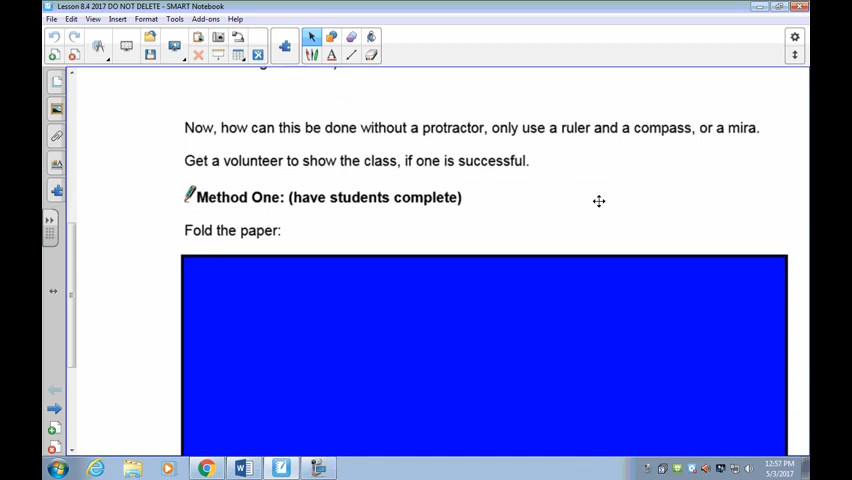 Lesson 8.4 2017 DO NOT DELETE - SMART Notebook
File Edit View Insert Format Tools Add-ons Help
Now, how can this be done without a protractor, only use a ruler and a compass, or a mira.
Get a volunteer to show the class, if one is successful.
Method One: (have students complete)
Fold the paper:
12:57 PM
5/3/2017